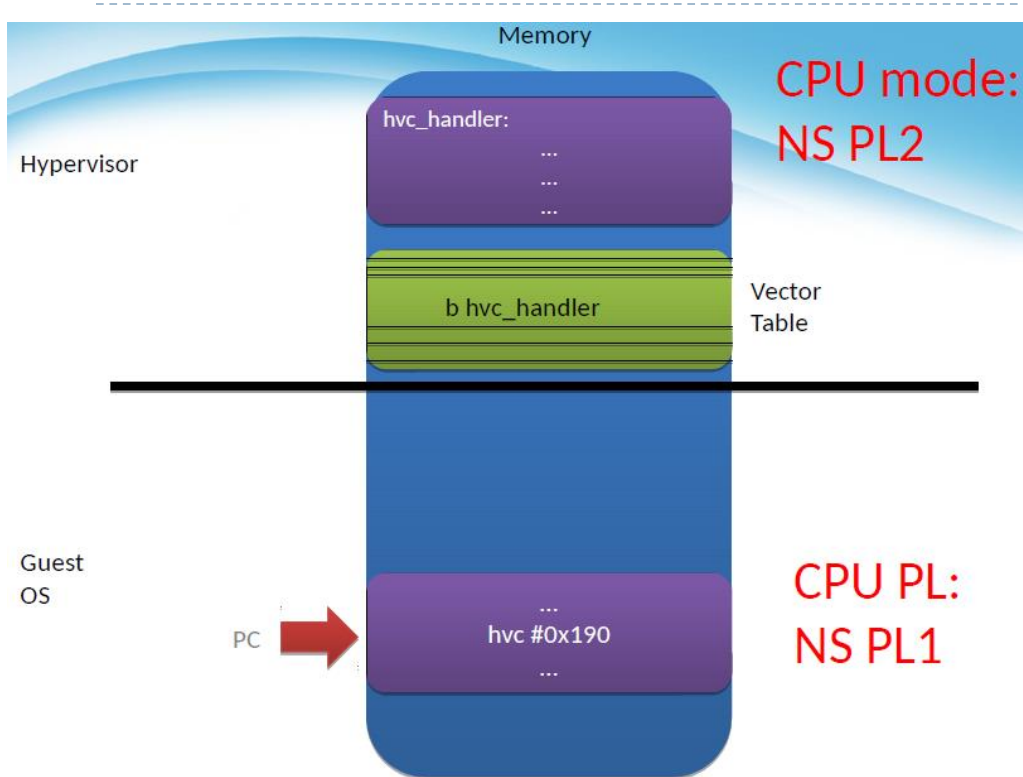 Memory
CPU mode:
NS PL2
hvc_handler:
...
...
...
Hypervisor
b hvc_handler
Vector
Table
Guest
OS
CPU PL:
NS PL1
PC
...
hvc #0x190
...